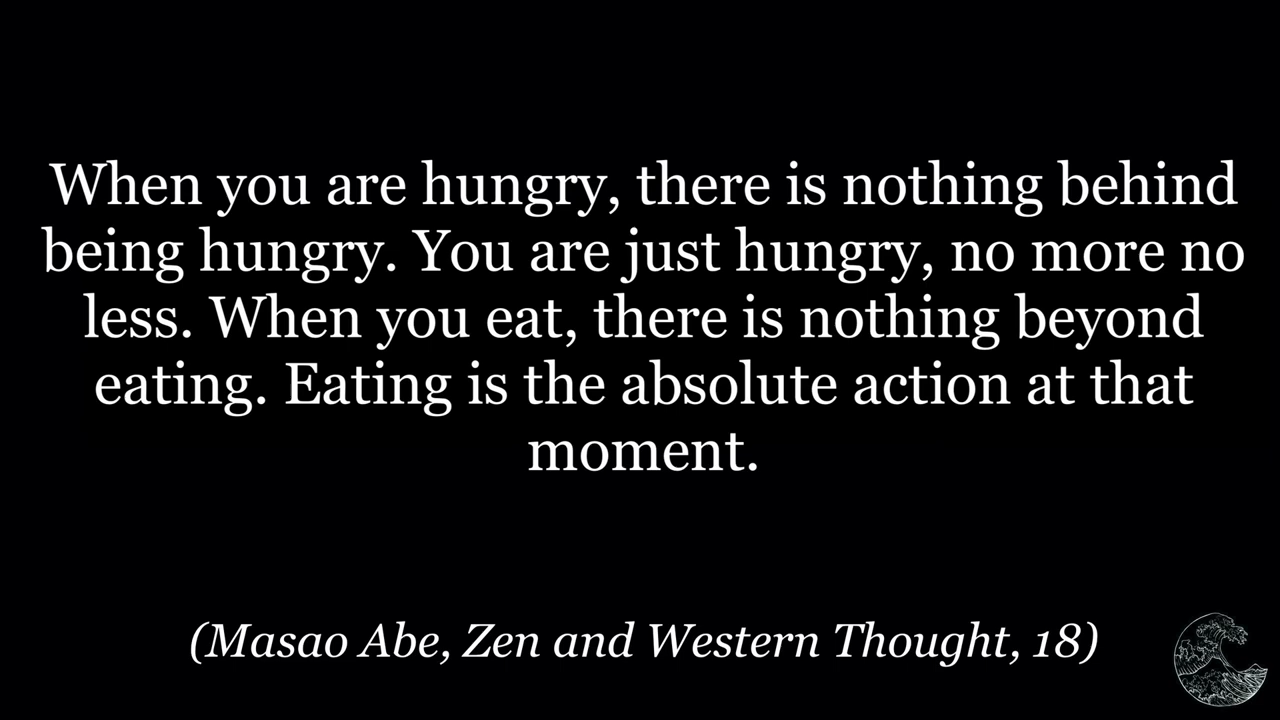 When you are hungry, there is nothing behind
being hungry. You are just hungry, no more no
less. When you eat, there is nothing beyond
eating. Eating is the absolute action at that
moment.
(Masao Abe, Zen and Western Thought, 18)